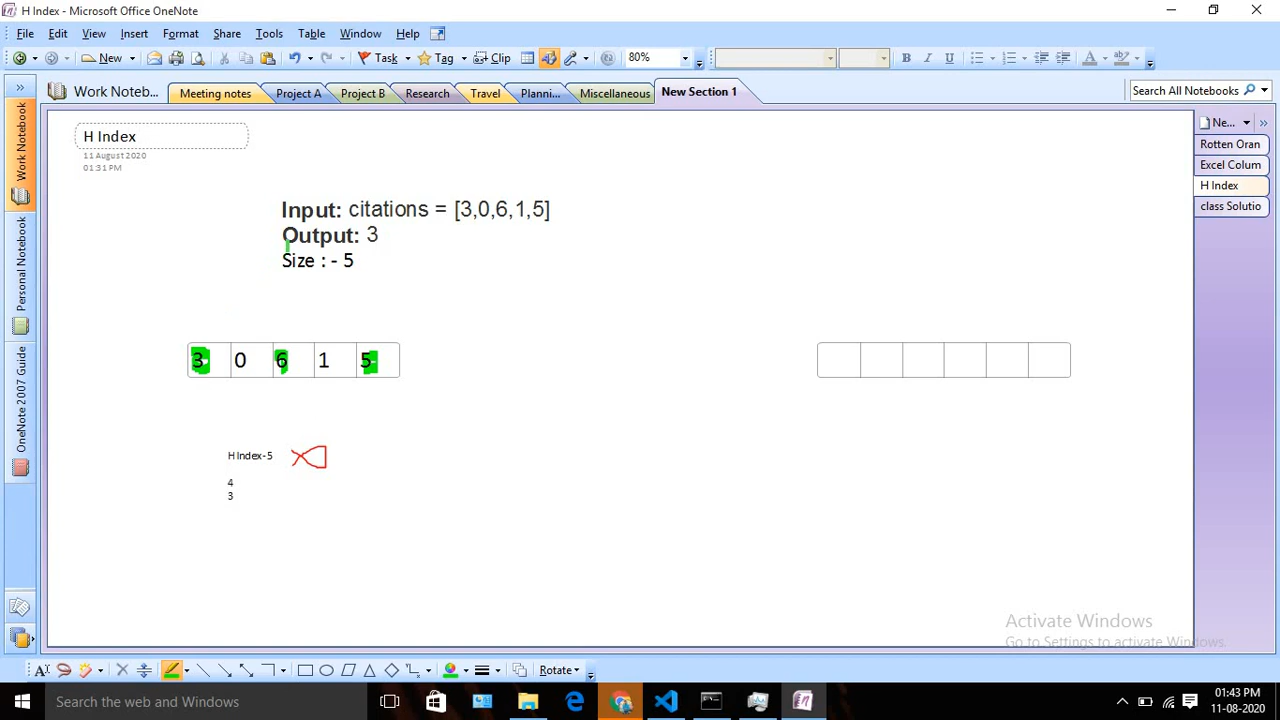 H Index - Microsoft Office OneNote
File Edit View Insert Format Share Tools Table Window Help
New Task Tag Clip 80% B I U A ab
Work Noteb... Meeting notes Project A Project B Research Travel Planni... Miscellaneous New Section 1 Search All Notebooks
Work Notebook
Personal Notebook
OneNote 2007 Guide
Ne...
Rotten Oran
Excel Colum
H Index
class Solutio
H Index
11 August 2020
01:31 PM
Input: citations = [3,0,6,1,5]
Output: 3
Size : - 5
3 0 6 1 5
H Index-5
4
3
Activate Windows
Go to Settings to activate Windows.
A Rotate
Search the web and Windows
01:43 PM
11-08-2020